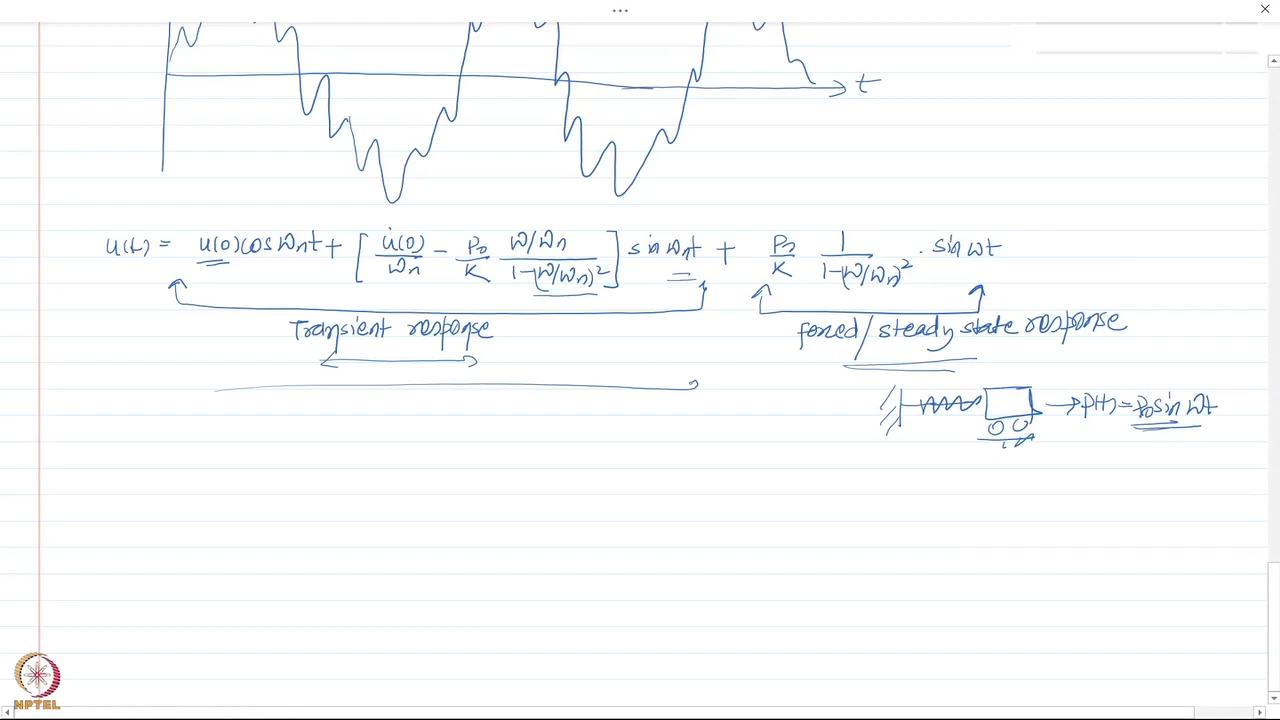 ...
t
u(t) = u(0)cos ωnt + [ u̇(0)/ωn − P0/K (ω/ωn)/(1−(ω/ωn)²) ] sin ωnt + P0/K 1/(1−(ω/ωn)²) · sin ωt
Transient response
forced/steady state response
p(t)=P0 sin ωt
NPTEL